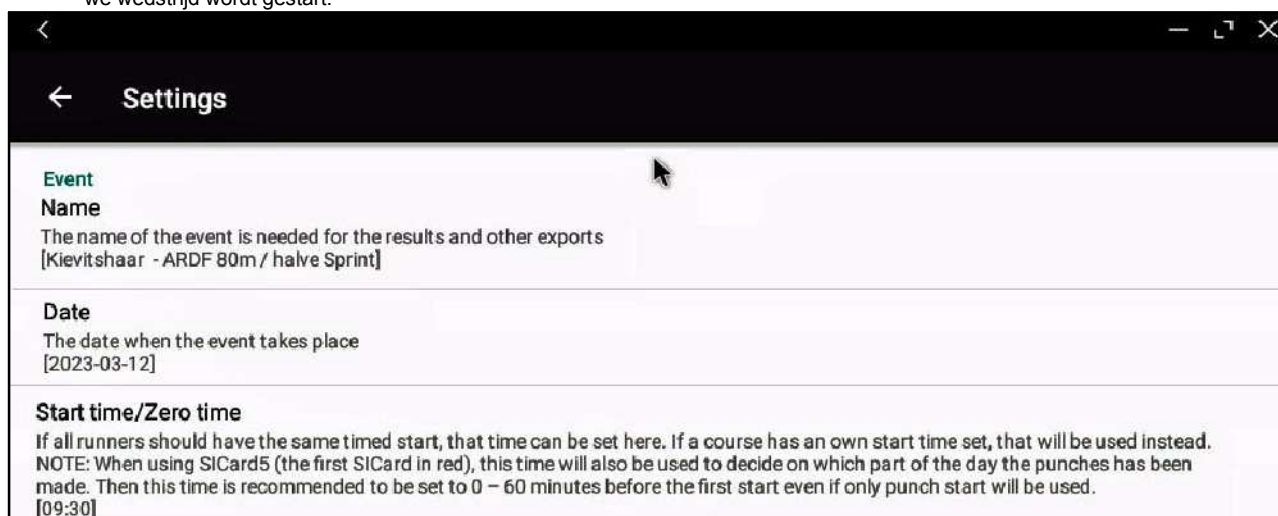 we wedstrijd wordt gestart.
Settings
Event
Name
The name of the event is needed for the results and other exports
[Kievitshaar - ARDF 80m / halve Sprint]
Date
The date when the event takes place
[2023-03-12]
Start time/Zero time
If all runners should have the same timed start, that time can be set here. If a course has an own start time set, that will be used instead.
NOTE: When using SICard5 (the first SICard in red), this time will also be used to decide on which part of the day the punches has been
made. Then this time is recommended to be set to 0 – 60 minutes before the first start even if only punch start will be used.
[09:30]